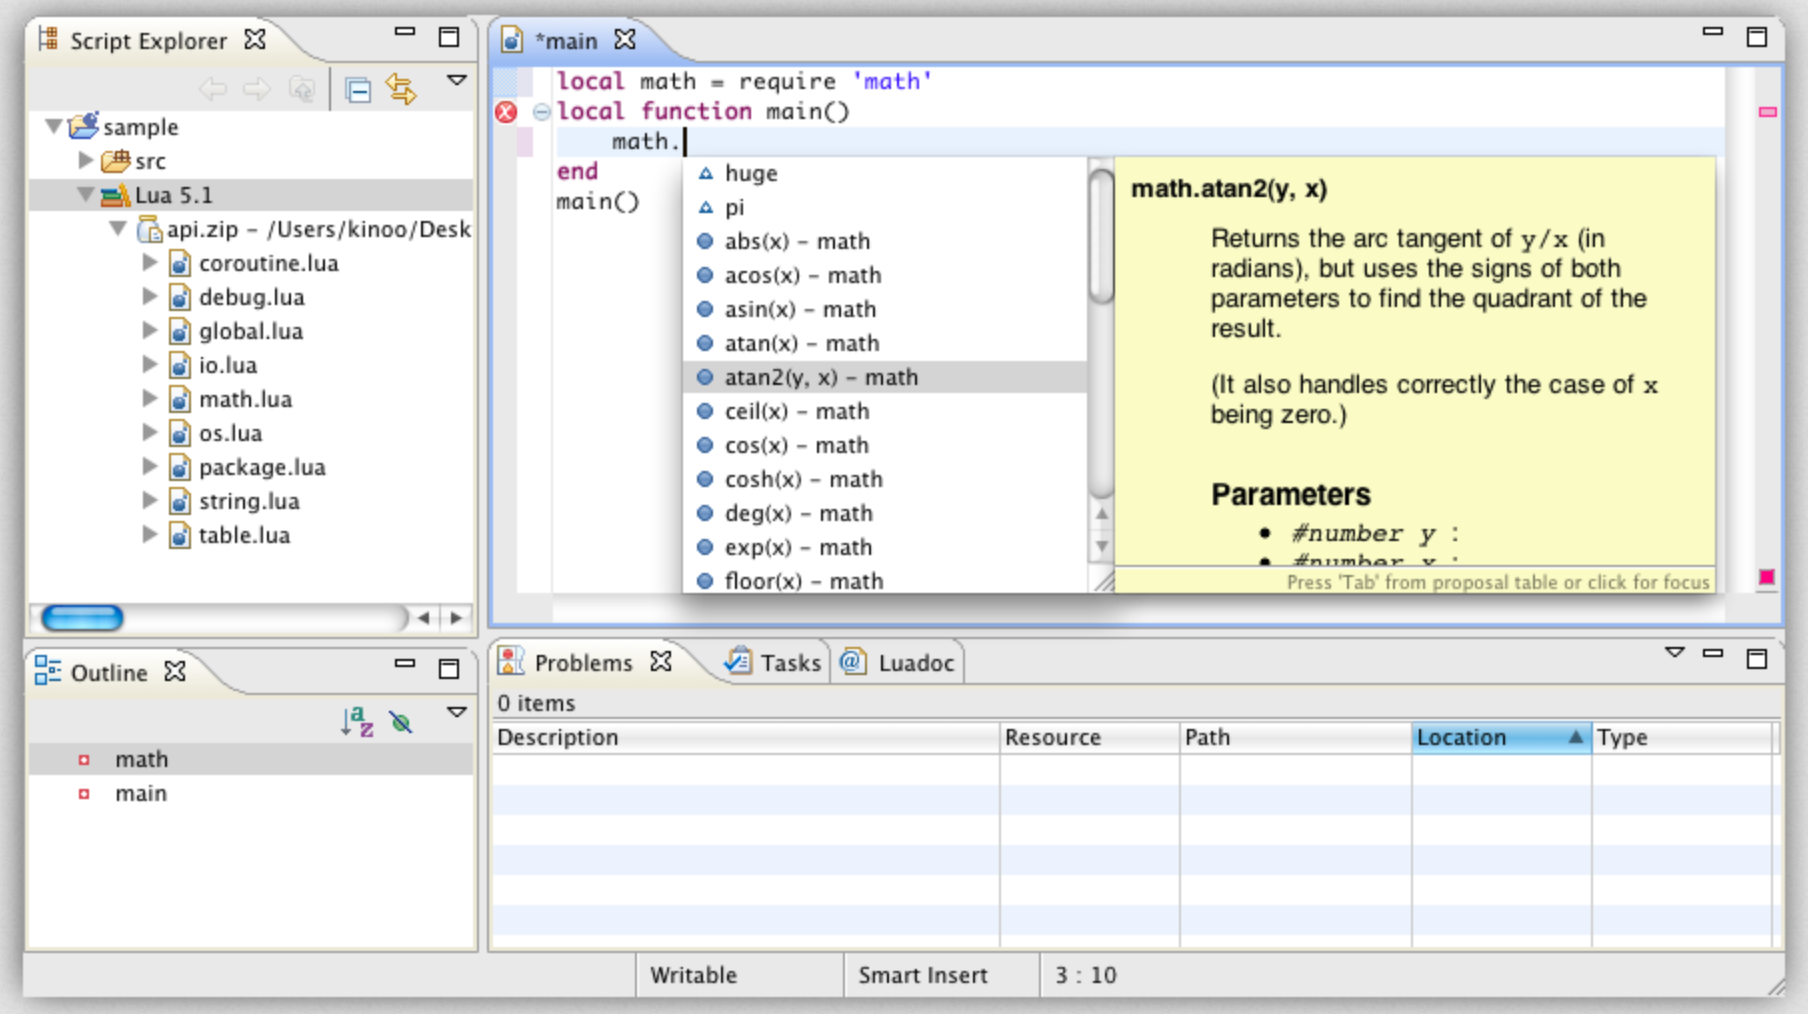 Script Explorer
sample
src
Lua 5.1
api.zip – /Users/kinoo/Desk
coroutine.lua
debug.lua
global.lua
io.lua
math.lua
os.lua
package.lua
string.lua
table.lua
*main
local math = require 'math'
local function main()
math.
end
main()
huge
pi
abs(x) – math
acos(x) – math
asin(x) – math
atan(x) – math
atan2(y, x) – math
ceil(x) – math
cos(x) – math
cosh(x) – math
deg(x) – math
exp(x) – math
floor(x) – math
math.atan2(y, x)
Returns the arc tangent of y/x (in
radians), but uses the signs of both
parameters to find the quadrant of the
result.
(It also handles correctly the case of x
being zero.)
Parameters
• #number y :
• #number x :
Press 'Tab' from proposal table or click for focus
Outline
math
main
Problems
Tasks
@ Luadoc
0 items
Description Resource Path Location Type
Writable Smart Insert 3 : 10